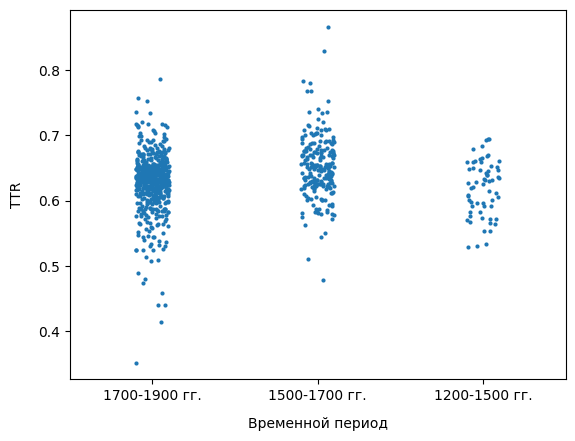 0.8
0.7
0.6
0.5
0.4
TTR
1700-1900 гг.
1500-1700 гг.
1200-1500 гг.
Временной период